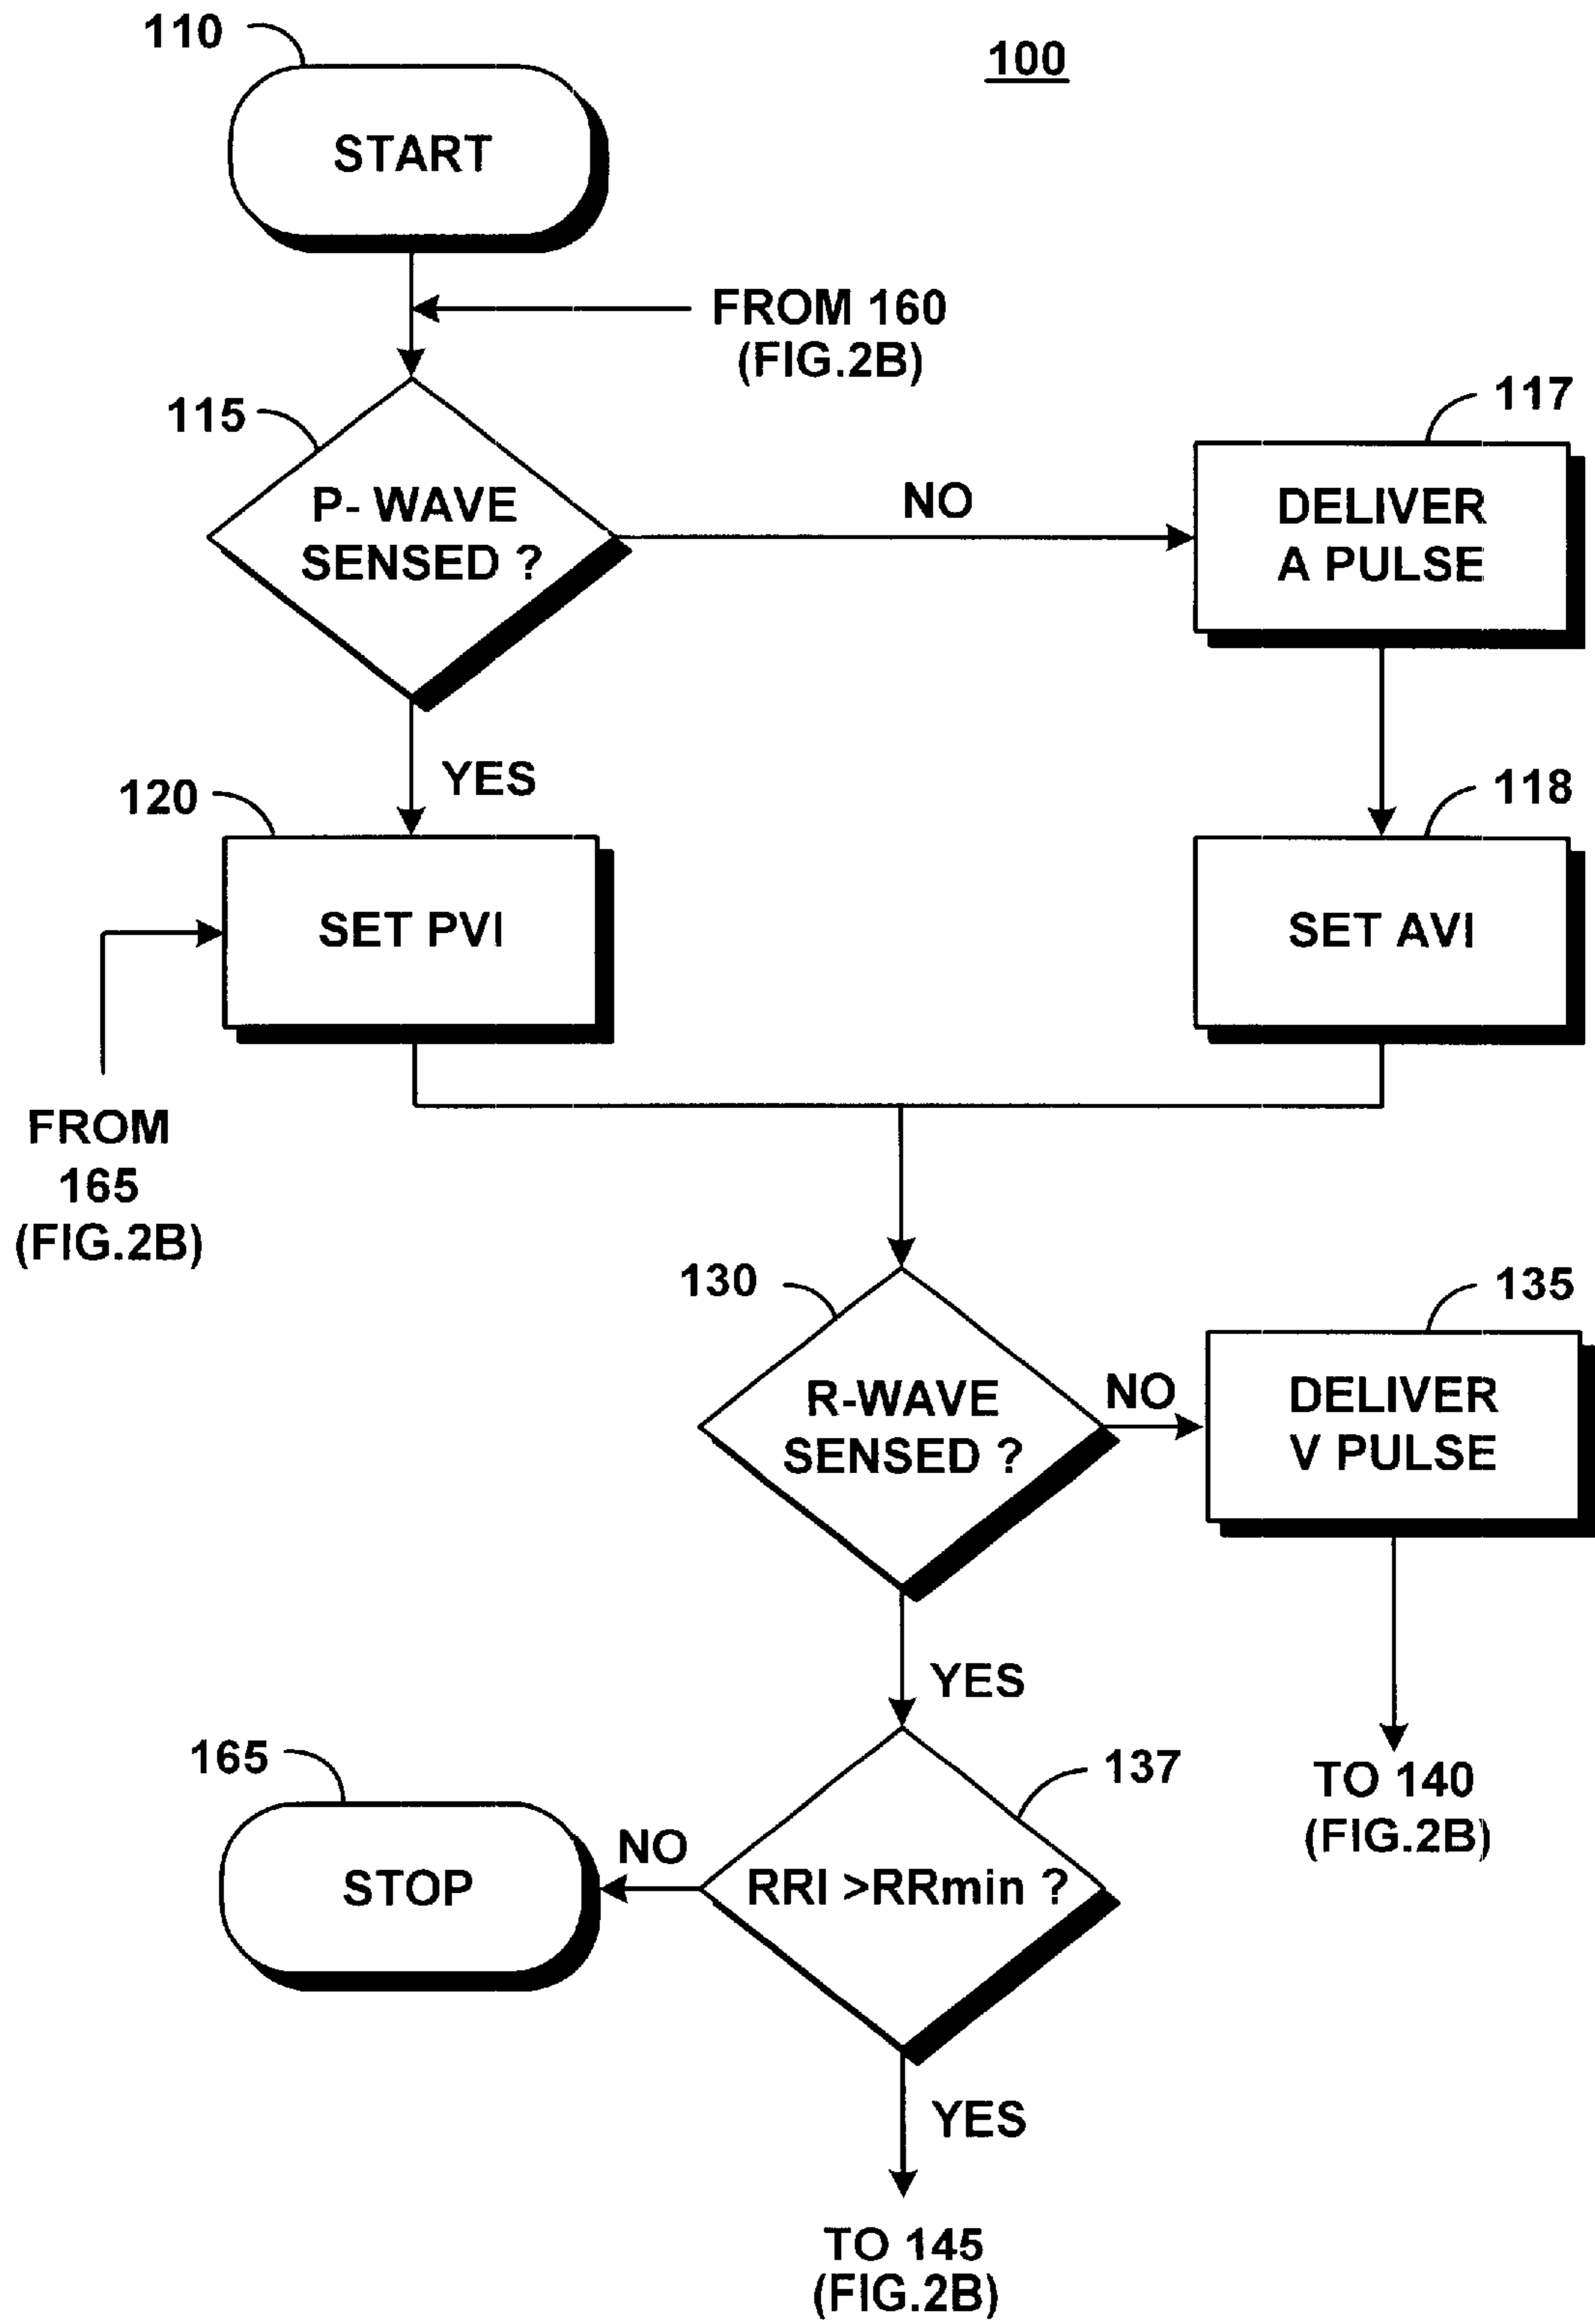 110
100
START
FROM 160
(FIG.2B)
115
117
P- WAVE
SENSED ?
NO
DELIVER
A PULSE
YES
120
118
SET PVI
SET AVI
FROM
165
(FIG.2B)
130
135
R-WAVE
SENSED ?
NO
DELIVER
V PULSE
YES
165
137
TO 140
(FIG.2B)
STOP
NO
RRI >RRmin ?
YES
TO 145
(FIG.2B)